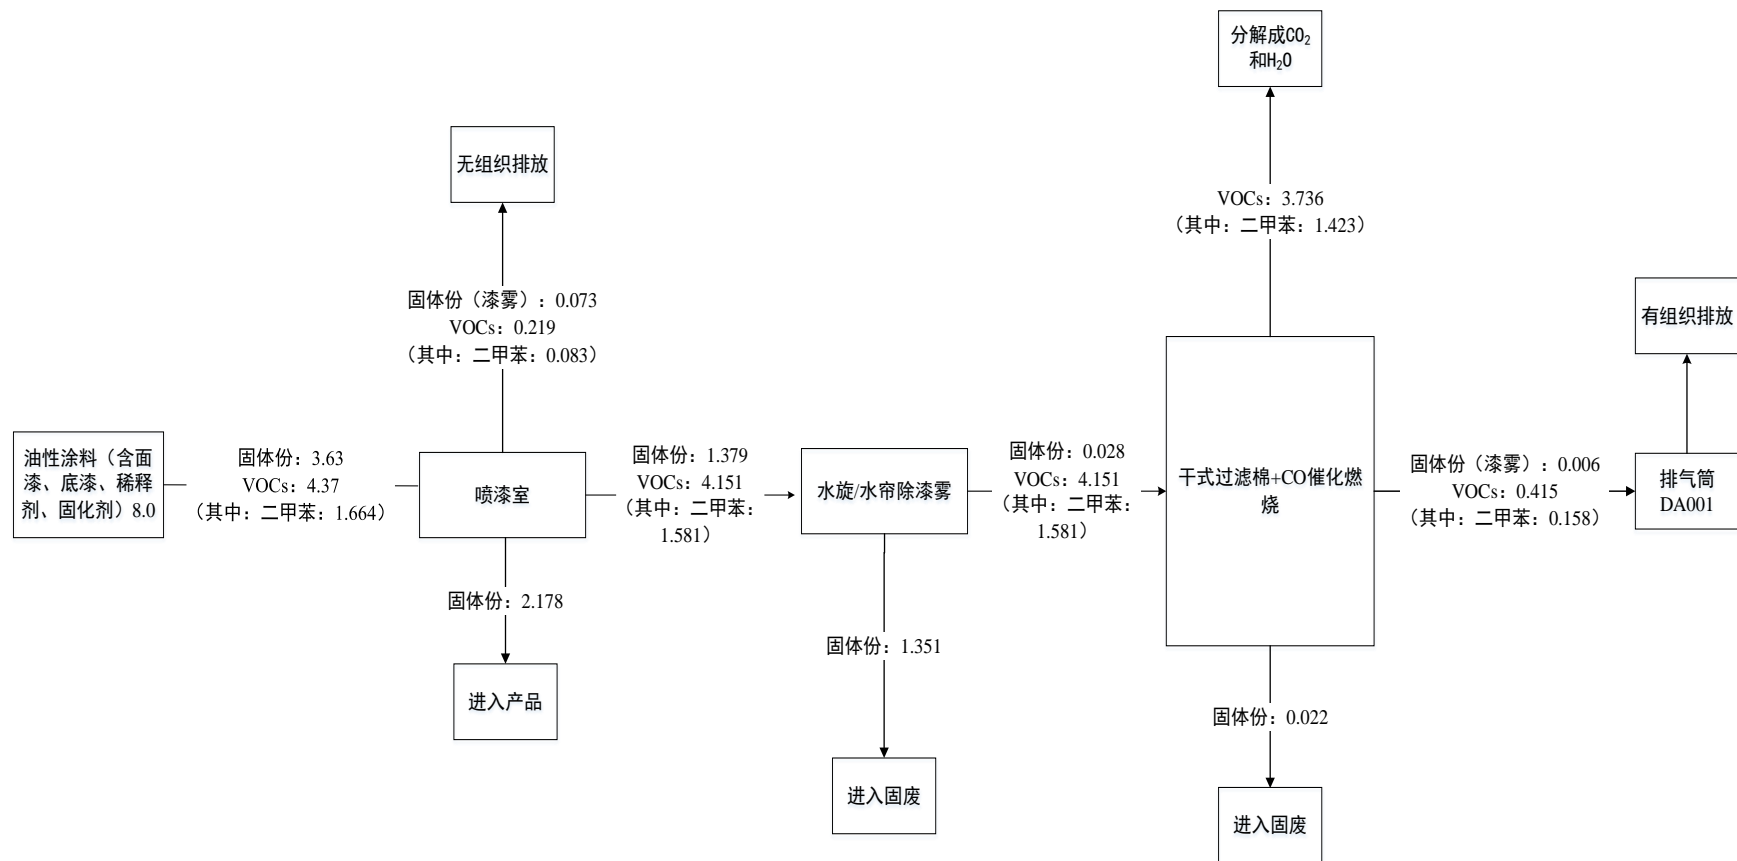 分解成CO₂
和H₂O
无组织排放
VOCs：3.736
（其中：二甲苯：1.423）
固体份（漆雾）：0.073
VOCs：0.219
（其中：二甲苯：0.083）
有组织排放
油性涂料（含面
漆、底漆、稀释
剂、固化剂）8.0
固体份：3.63
VOCs：4.37
（其中：二甲苯：1.664）
喷漆室
固体份：1.379
VOCs：4.151
（其中：二甲苯：
1.581）
水旋/水帘除漆雾
固体份：0.028
VOCs：4.151
（其中：二甲苯：
1.581）
干式过滤棉+CO催化燃
烧
固体份（漆雾）：0.006
VOCs：0.415
（其中：二甲苯：0.158）
排气筒
DA001
固体份：2.178
固体份：1.351
进入产品
固体份：0.022
进入固废
进入固废